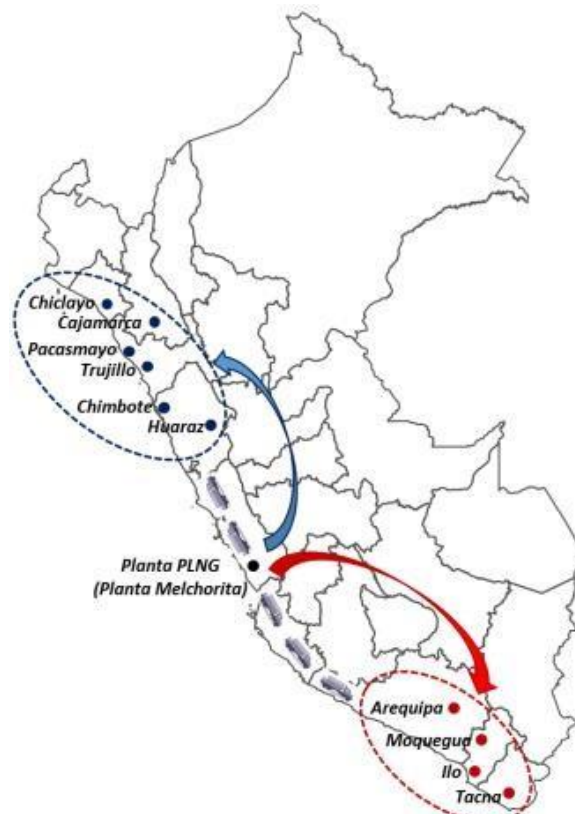 Chiclayo
Cajamarca
Pacasmayo
Trujillo
Chimbote
Huaraz
Planta PLNG
(Planta Melchorita)
Arequipa
Moquegua
Ilo
Tacna